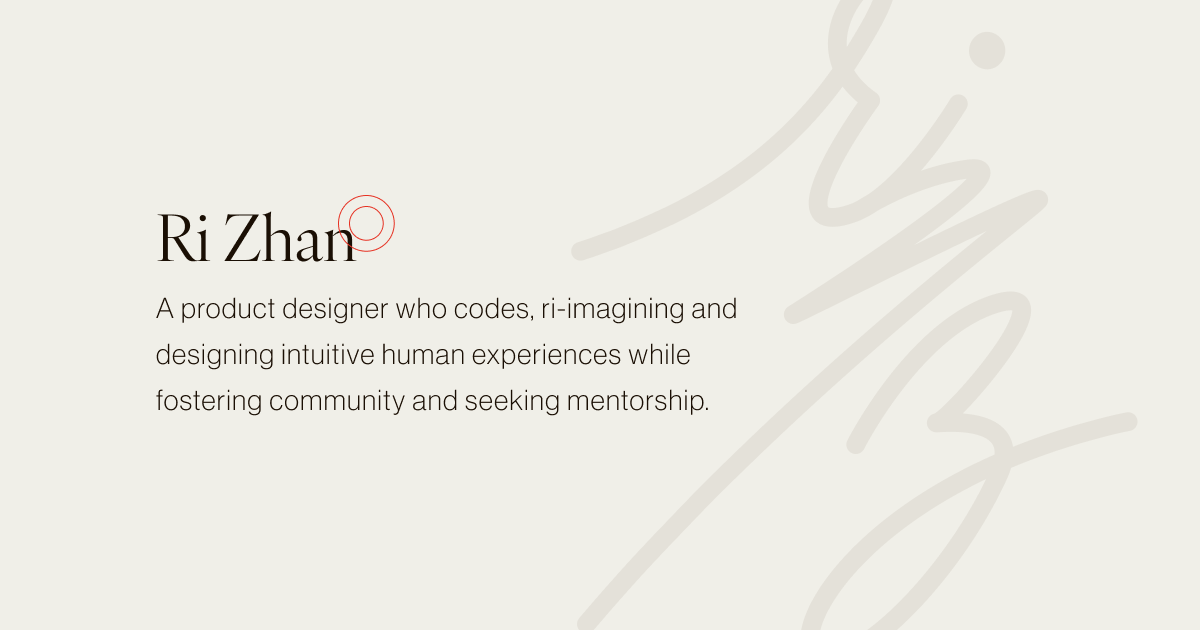 Ri Zhan
A product designer who codes, ri-imagining and
designing intuitive human experiences while
fostering community and seeking mentorship.